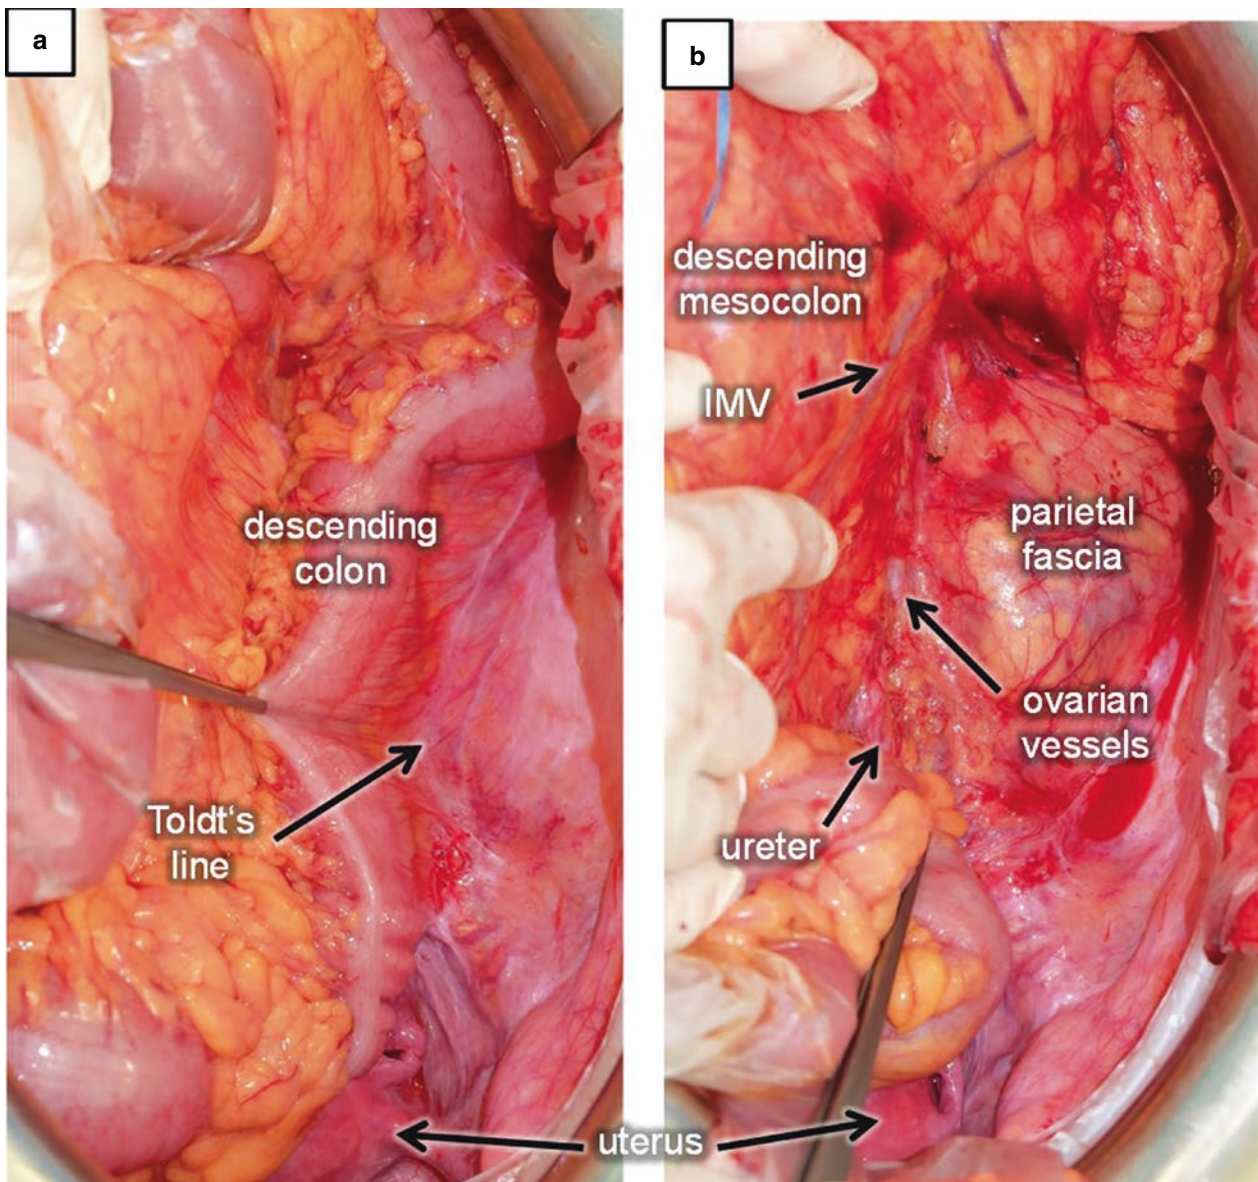 a
descending
colon
Toldt's
line
b
descending
mesocolon
IMV
parietal
fascia
ovarian
vessels
ureter
uterus